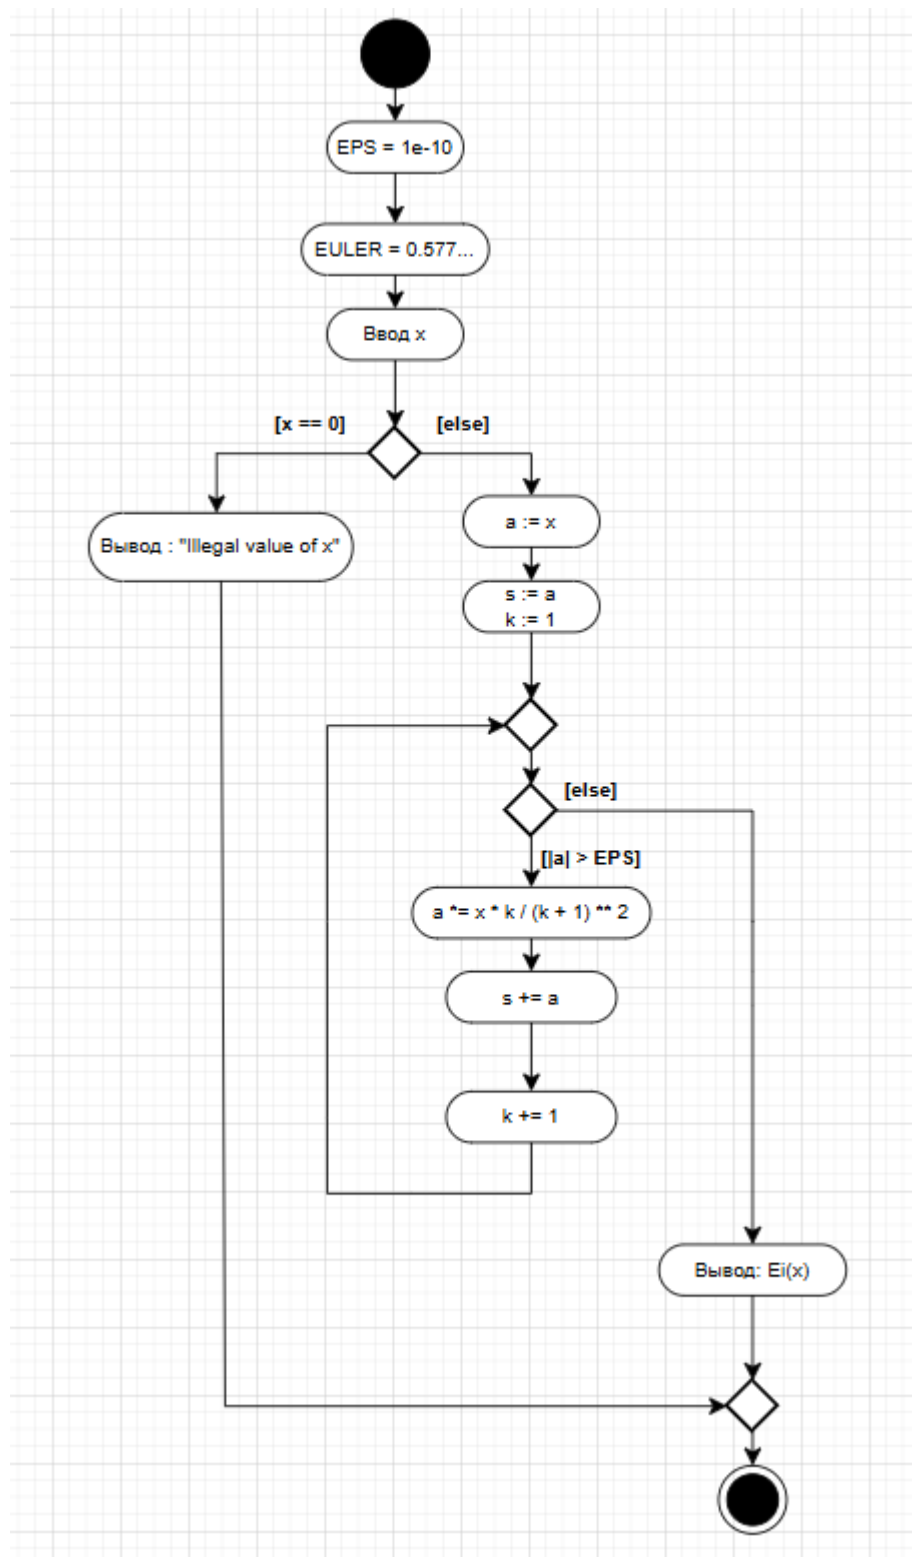 EPS = 1e-10
EULER = 0.577...
Ввод x
[x == 0]
[else]
Вывод : "Illegal value of x"
a := x
s := a
k := 1
[else]
[|a| > EPS]
a *= x * k / (k + 1) ** 2
s += a
k += 1
Вывод: Ei(x)